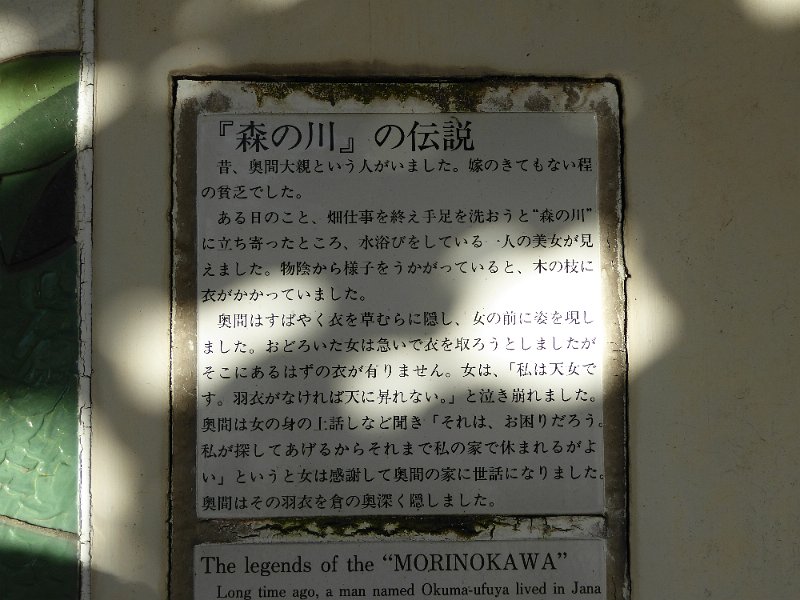 『森の川』の伝説
昔、奥間大親という人がいました。嫁のきてもない程
の貧乏でした。
ある日のこと、畑仕事を終え手足を洗おうと“森の川”
に立ち寄ったところ、水浴びをしている一人の美女が見
えました。物陰から様子をうかがっていると、木の枝に
衣がかかっていました。
奥間はすばやく衣を草むらに隠し、女の前に姿を現し
ました。おどろいた女は急いで衣を取ろうとしましたが
そこにあるはずの衣が有りません。女は、「私は天女で
す。羽衣がなければ天に昇れない。」と泣き崩れました。
奥間は女の身の上話しなど聞き「それは、お困りだろう。
私が探してあげるからそれまで私の家で休まれるがよ
い」というと女は感謝して奥間の家に世話になりました。
奥間はその羽衣を倉の奥深く隠しました。
The legends of the “MORINOKAWA”
Long time ago, a man named Okuma-ufuya lived in Jana